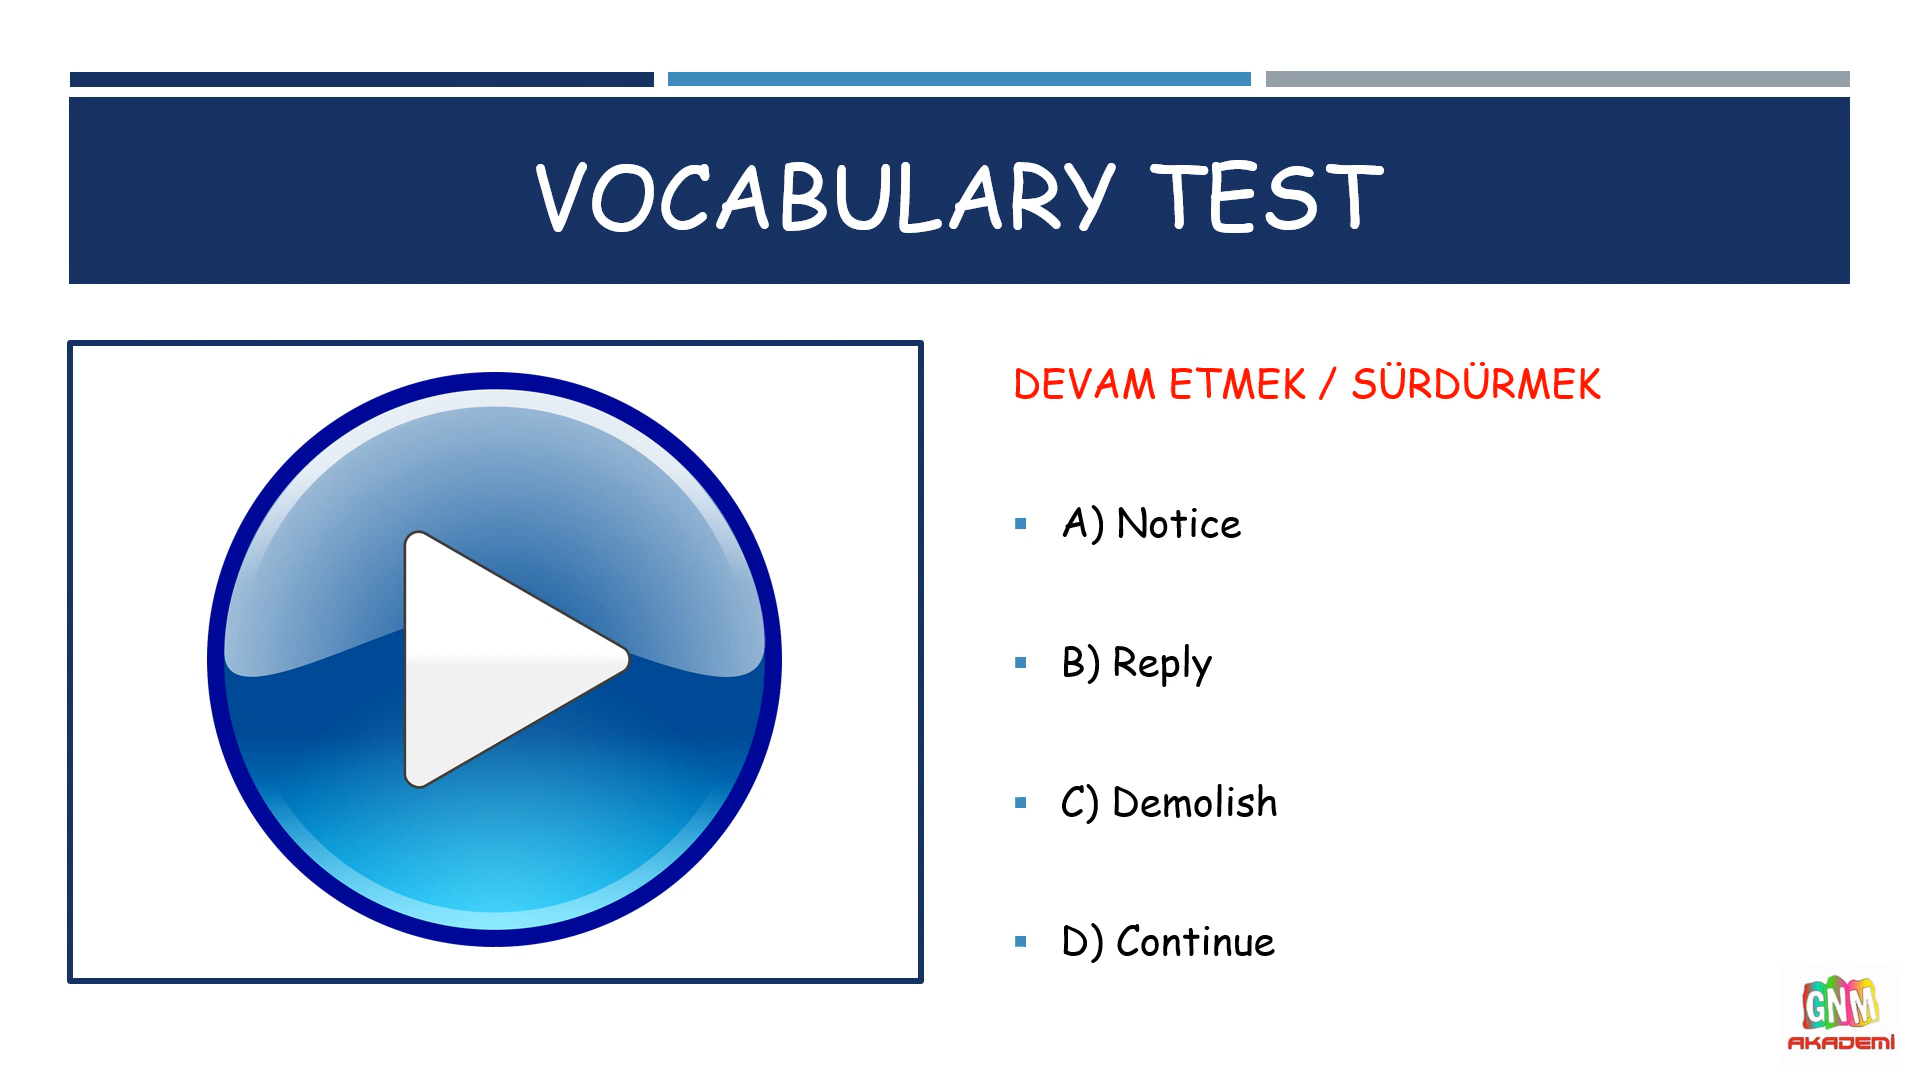 VOCABULARY TEST
DEVAM ETMEK / SÜRDÜRMEK
A) Notice
B) Reply
C) Demolish
D) Continue
GNM
AKADEMİ